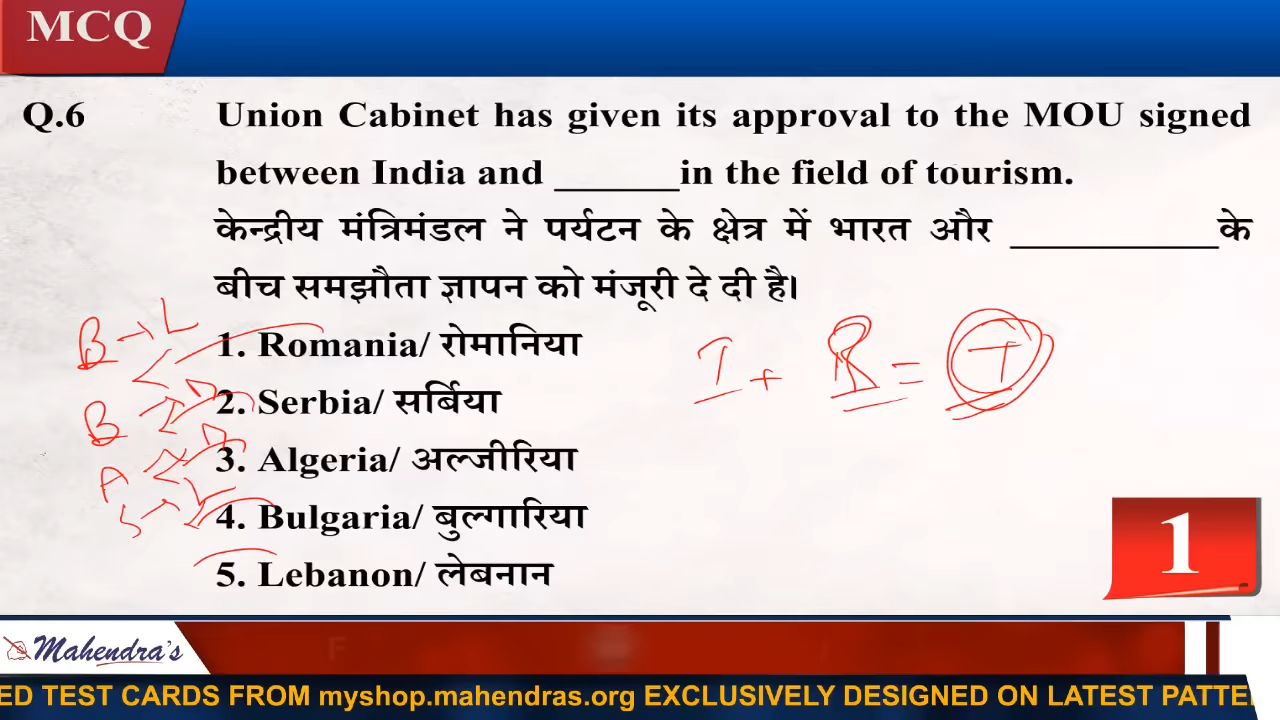 MCQ
Q.6 Union Cabinet has given its approval to the MOU signed
between India and ______in the field of tourism.
केन्द्रीय मंत्रिमंडल ने पर्यटन के क्षेत्र में भारत और __________के
बीच समझौता ज्ञापन को मंजूरी दे दी है।
B → L
1. Romania/ रोमानिया
I + R = T
2. Serbia/ सर्बिया
B
3. Algeria/ अल्जीरिया
A
4. Bulgaria/ बुल्गारिया
5. Lebanon/ लेबनान
1
Mahendra's
ED TEST CARDS FROM myshop.mahendras.org EXCLUSIVELY DESIGNED ON LATEST PATTE